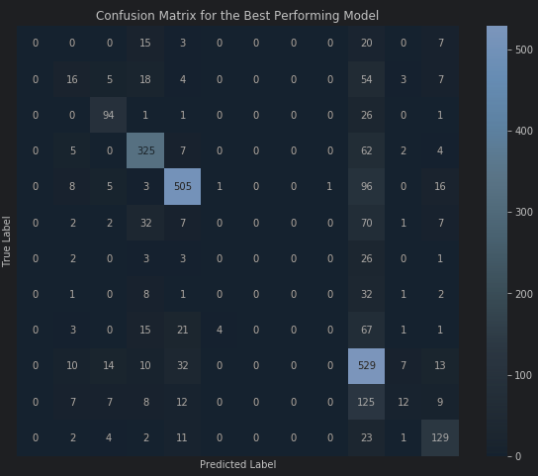 Confusion Matrix for the Best Performing Model
0 0 0 15 3 0 0 0 0 20 0 7
0 16 5 18 4 0 0 0 0 54 3 7
0 0 94 1 1 0 0 0 0 26 0 1
0 5 0 325 7 0 0 0 0 62 2 4
0 8 5 3 505 1 0 0 1 96 0 16
0 2 2 32 7 0 0 0 0 70 1 7
0 2 0 3 3 0 0 0 0 26 0 1
0 1 0 8 1 0 0 0 0 32 1 2
0 3 0 15 21 4 0 0 0 67 1 1
0 10 14 10 32 0 0 0 0 529 7 13
0 7 7 8 12 0 0 0 0 125 12 9
0 2 4 2 11 0 0 0 0 23 1 129
True Label
Predicted Label
500
400
300
200
100
0